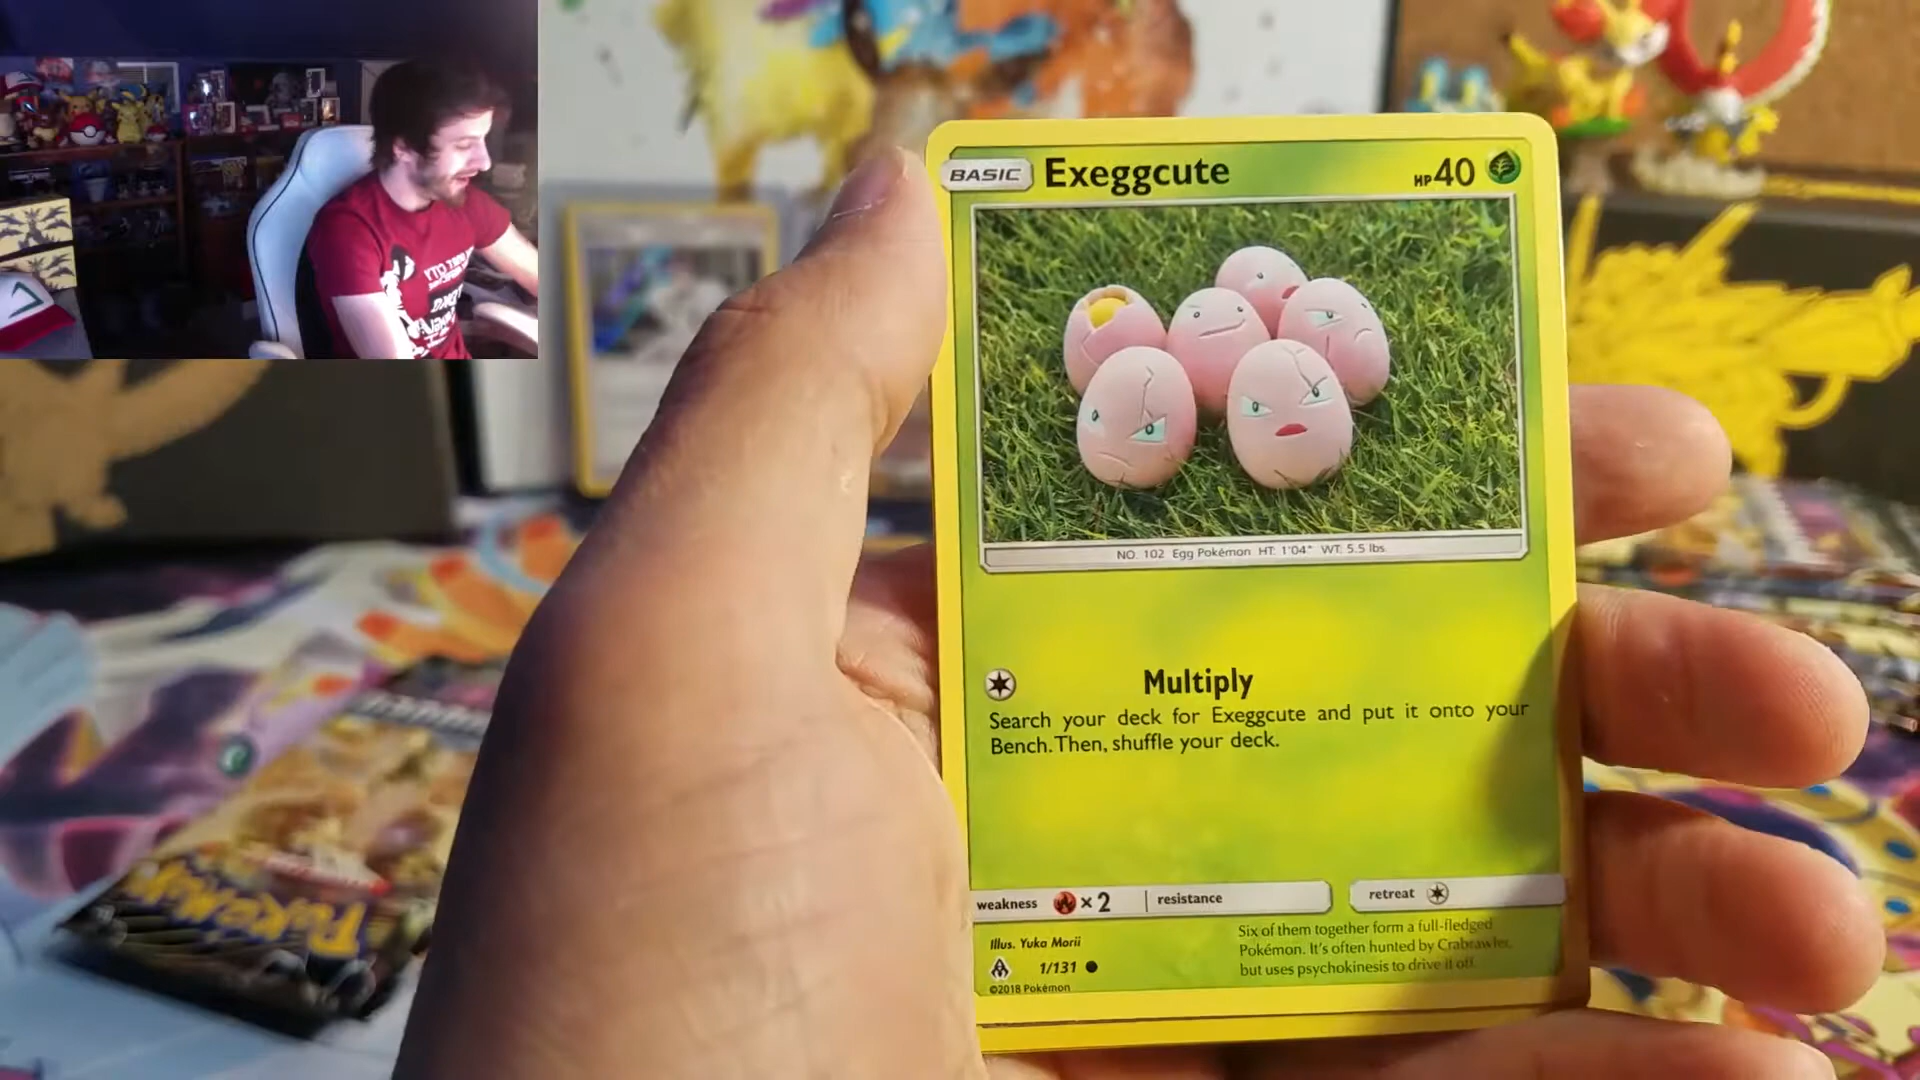 BASIC Exeggcute HP40
NO. 102 Egg Pokémon HT: 1'04" WT: 5.5 lbs.
Multiply
Search your deck for Exeggcute and put it onto your
Bench. Then, shuffle your deck.
weakness ×2 resistance retreat
Illus. Yuka Morii
1/131
©2018 Pokémon
Six of them together form a full-fledged
Pokémon. It's often hunted by Crabrawler,
but uses psychokinesis to drive it off.
POKéMON